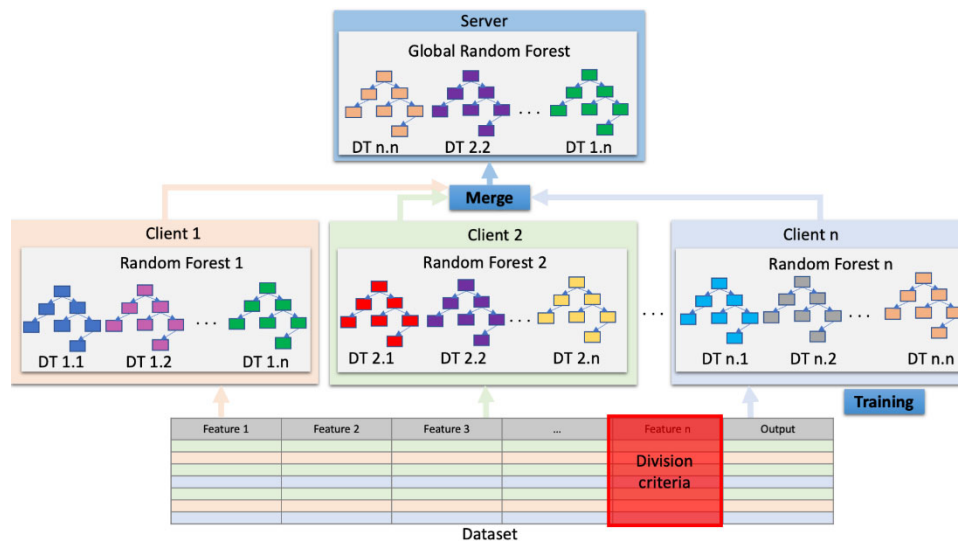 Server
Global Random Forest
. . .
DT n.n DT 2.2 DT 1.n
Merge
Client 1 Client 2 Client n
Random Forest 1 Random Forest 2 Random Forest n
. . . . . . . . . . . .
DT 1.1 DT 1.2 DT 1.n DT 2.1 DT 2.2 DT 2.n DT n.1 DT n.2 DT n.n
Training
Feature 1 Feature 2 Feature 3 ... Feature n Output
Division
criteria
Dataset